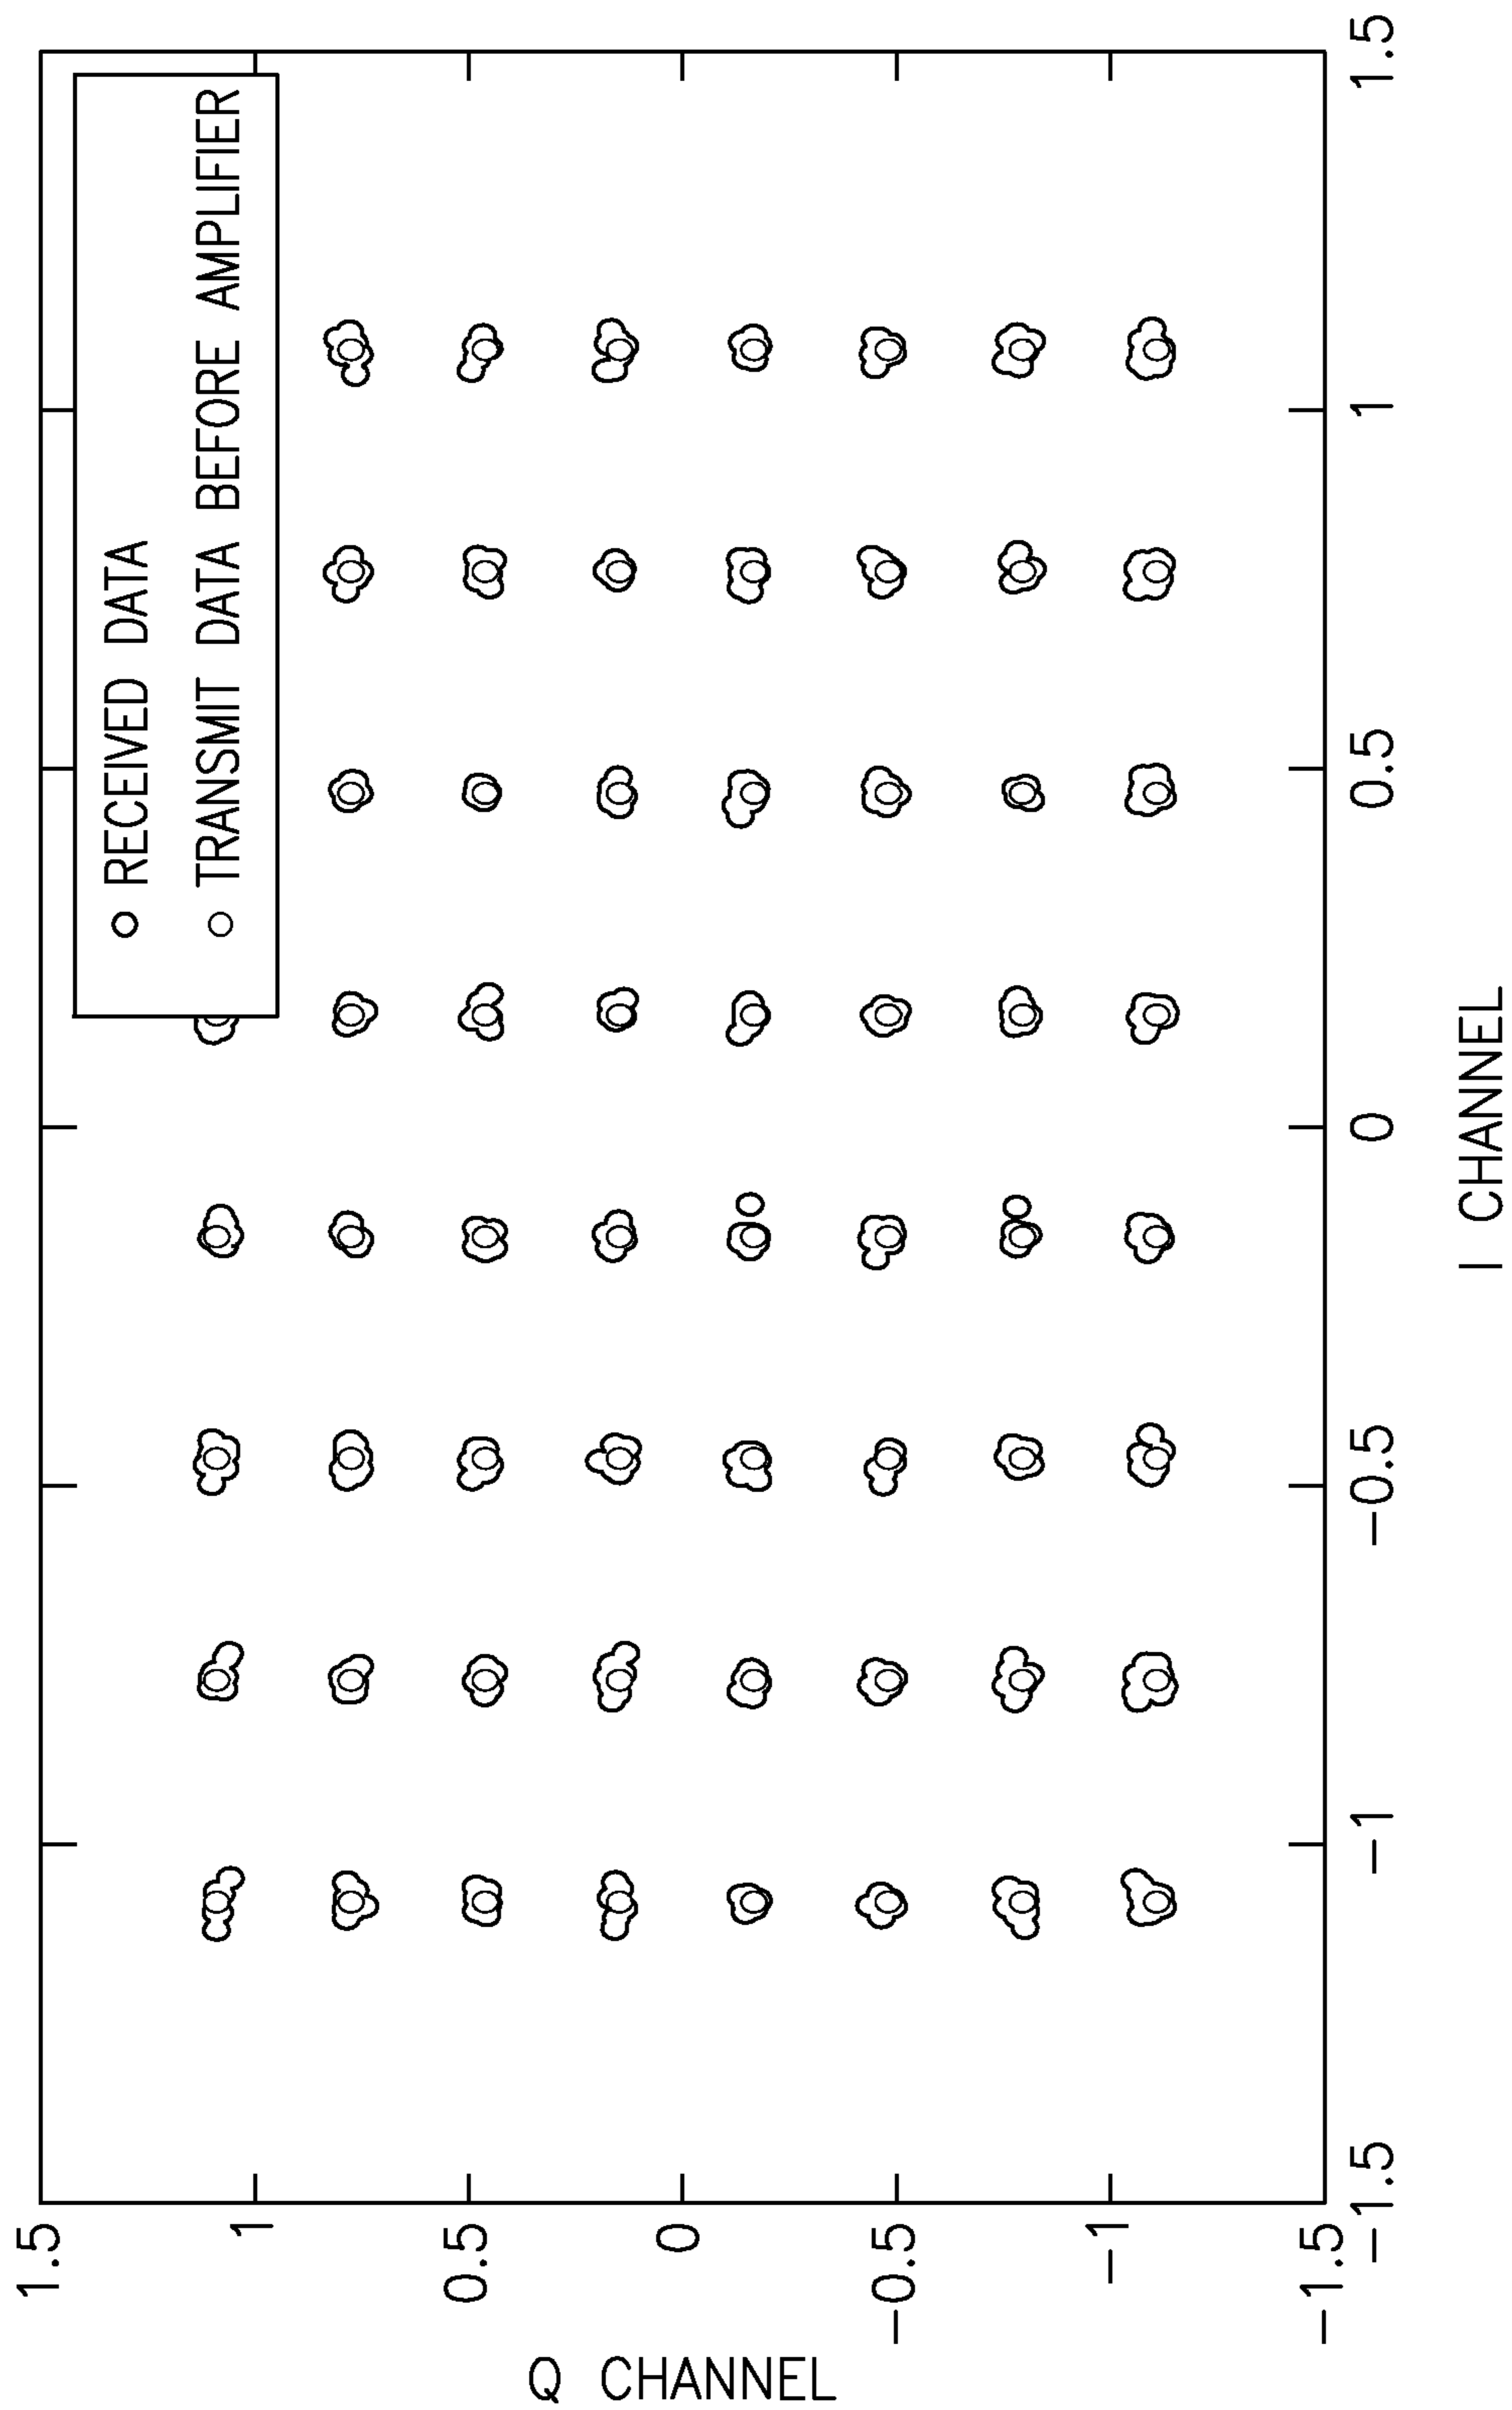 RECEIVED DATA
TRANSMIT DATA BEFORE AMPLIFIER
1.5
1
0.5
0
-0.5
-1
-1.5
Q CHANNEL
-1.5 -1 -0.5 0 0.5 1 1.5
I CHANNEL